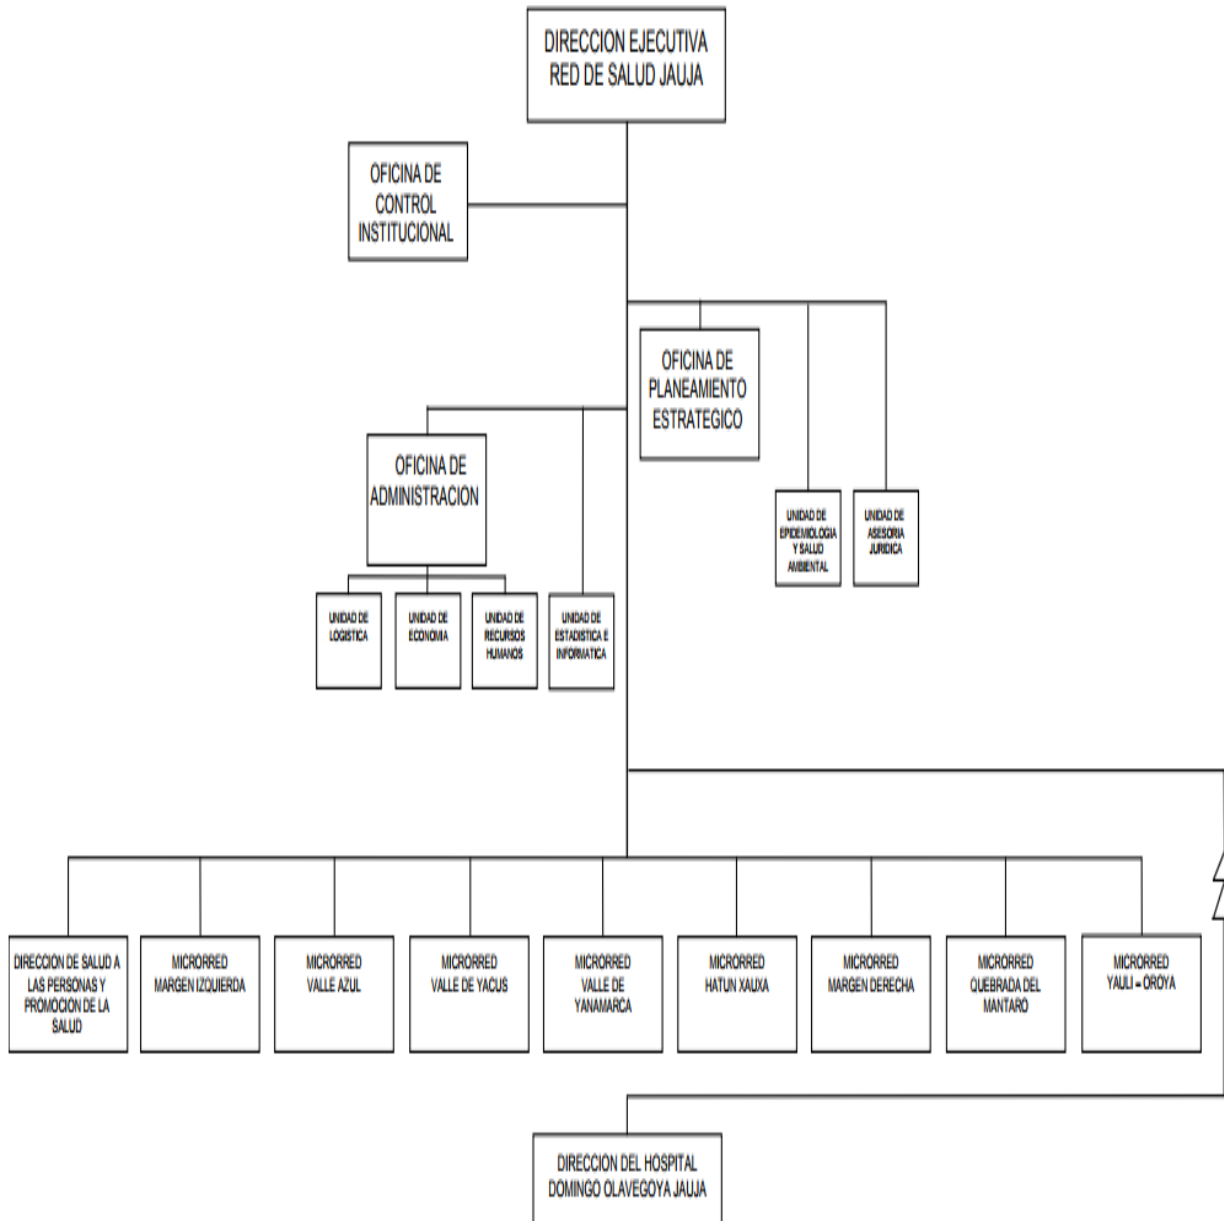 DIRECCION EJECUTIVA
RED DE SALUD JAUJA
OFICINA DE
CONTROL
INSTITUCIONAL
OFICINA DE
PLANEAMIENTO
ESTRATEGICO
OFICINA DE
ADMINISTRACION
UNIDAD DE
EPIDEMIOLOGIA
Y SALUD
AMBIENTAL
UNIDAD DE
ASESORIA
JURIDICA
UNIDAD DE
LOGISTICA
UNIDAD DE
ECONOMIA
UNIDAD DE
RECURSOS
HUMANOS
UNIDAD DE
ESTADISTICA E
INFORMATICA
DIRECCION DE SALUD A
LAS PERSONAS Y
PROMOCION DE LA
SALUD
MICRORRED
MARGEN IZQUIERDA
MICRORRED
VALLE AZUL
MICRORRED
VALLE DE YACUS
MICRORRED
VALLE DE
YANAMARCA
MICRORRED
HATUN XAUXA
MICRORRED
MARGEN DERECHA
MICRORRED
QUEBRADA DEL
MANTARO
MICRORRED
YAULI – OROYA
DIRECCION DEL HOSPITAL
DOMINGO OLAVEGOYA JAUJA